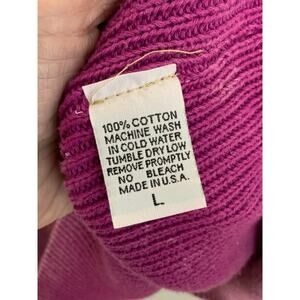 100% COTTON
MACHINE WASH
IN COLD WATER
TUMBLE DRY LOW
REMOVE PROMPTLY
NO BLEACH
MADE IN U.S.A.
L